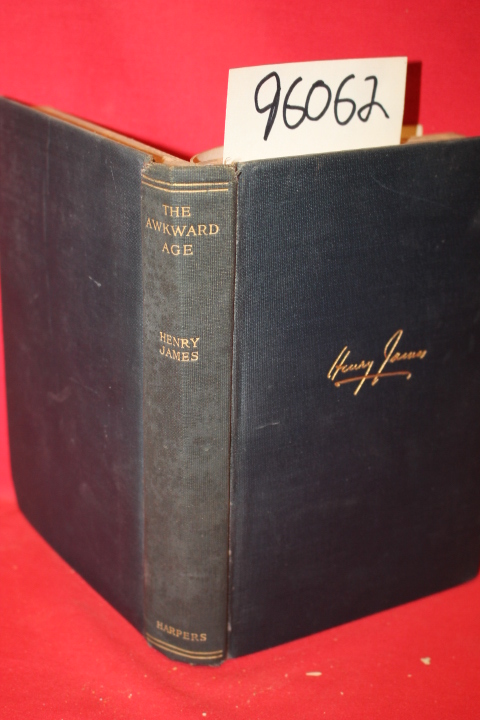 96062
THE
AWKWARD
AGE
HENRY
JAMES
HARPERS
Henry James